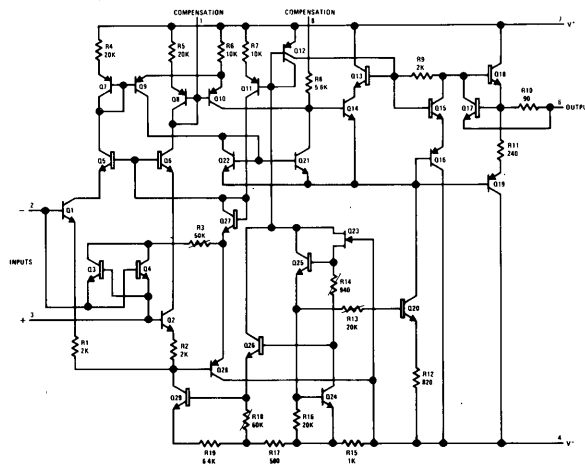 COMPENSATION
1
COMPENSATION
8
7
V+
R4
20K
R5
20K
R6
10K
R7
10K
Q12
R8
5.6K
Q13
R9
2K
Q18
Q7
Q9
Q8
Q10
Q11
Q14
Q15
Q17
R10
90
6
OUTPUT
R11
240
Q5
Q6
Q22
Q21
Q16
Q19
Q27
2
Q1
R3
50K
Q23
INPUTS
Q3
Q4
Q25
R14
940
+
3
R13
20K
Q20
Q2
Q26
R1
2K
R2
2K
Q28
R12
820
Q29
R18
60K
R16
20K
Q24
4
V-
R19
6.4K
R17
500
R15
1K